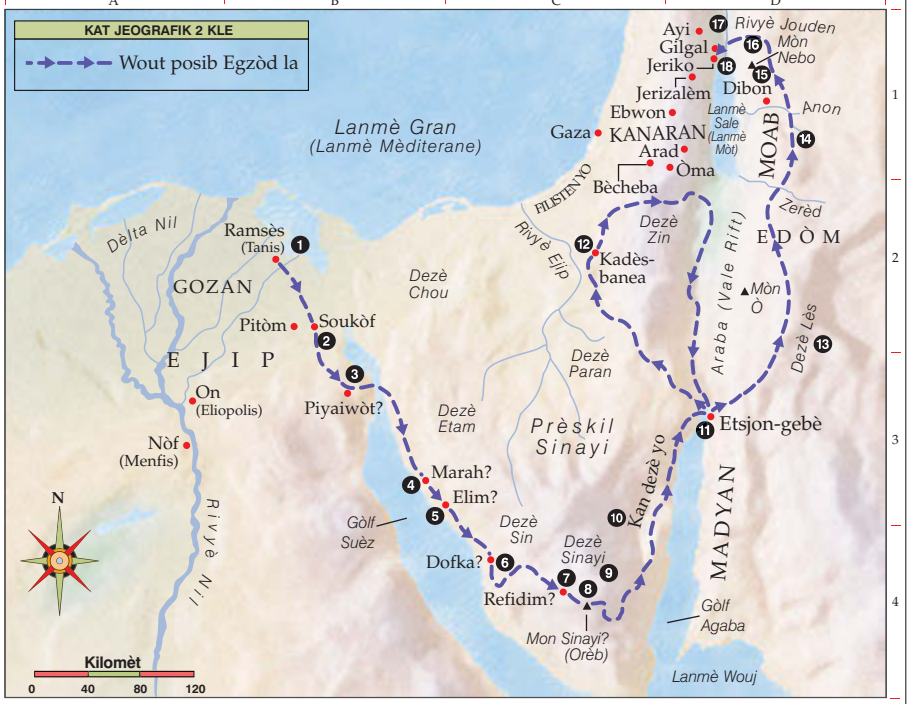 A B C D
KAT JEOGRAFIK 2 KLE
Wout posib Egzòd la
Lanmè Gran
(Lanmè Mèditerane)
Ayi
Gilgal
Jeriko
Jerizalèm
Ebwon
Gaza
KANARAN
Arad
Òma
Bècheba
FILISTEN YO
17
Rivyè Jouden
16
Mòn
Nebo
18
15
Dibon
Lanmè
Sale
(Lanmè
Mòt)
Anon
MOAB
14
1
Dèlta Nil
Ramsès
(Tanis)
1
GOZAN
Pitòm
Soukòf
2
EJIP
3
Piyaiwòt?
On
(Eliopolis)
Nòf
(Menfis)
Rivyè Nil
Dezè
Chou
Rivyè Ejip
12
Kadès-
banea
Dezè
Zin
Zerèd
EDÒM
2
Araba (Vale Rift)
Mòn
Ò
Dezè Lès
13
Dezè
Paran
Dezè
Etam
Prèskil
Sinayi
11
Etsjon-gebè
3
4
Marah?
5
Elim?
Gòlf
Suèz
Dezè
Sin
10
Kan dezè yo
MADYAN
Dofka?
6
Dezè
Sinayi
7
8
9
Refidim?
Mon Sinayi?
(Orèb)
Gòlf
Agaba
4
Lanmè Wouj
N
Kilomèt
0 40 80 120